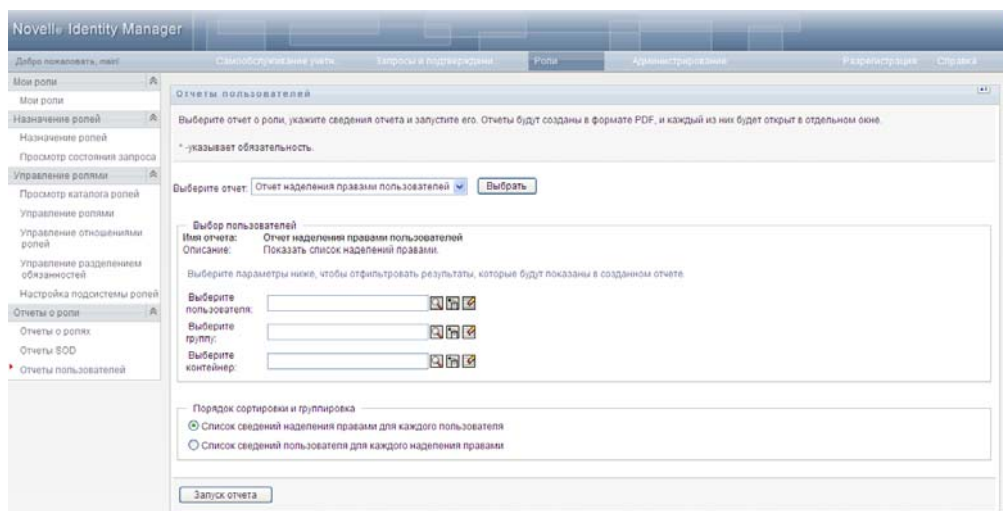 Novell® Identity Manager
Добро пожаловать, main!
Самообслуживание учетн.
Запросы и подтверждени.
Роли
Администрирование
Разрегистрация
Справка
Мои роли
Мои роли
Назначение ролей
Назначение ролей
Просмотр состояния запроса
Управление ролями
Просмотр каталога ролей
Управление ролями
Управление отношениями
ролей
Управление разделением
обязанностей
Настройка подсистемы ролей
Отчеты о роли
Отчеты о ролях
Отчеты SOD
Отчеты пользователей
Отчеты пользователей
Выберите отчет о роли, укажите сведения отчета и запустите его. Отчеты будут созданы в формате PDF, и каждый из них будет открыт в отдельном окне.
* -указывает обязательность.
Выберите отчет: Отчет наделения правами пользователей Выбрать
Выбор пользователей
Имя отчета: Отчет наделения правами пользователей
Описание: Показать список наделений правами.
Выберите параметры ниже, чтобы отфильтровать результаты, которые будут показаны в созданном отчете.
Выберите
пользователя:
Выберите
группу:
Выберите
контейнер:
Порядок сортировки и группировка
Список сведений наделения правами для каждого пользователя
Список сведений пользователя для каждого наделения правами
Запуск отчета